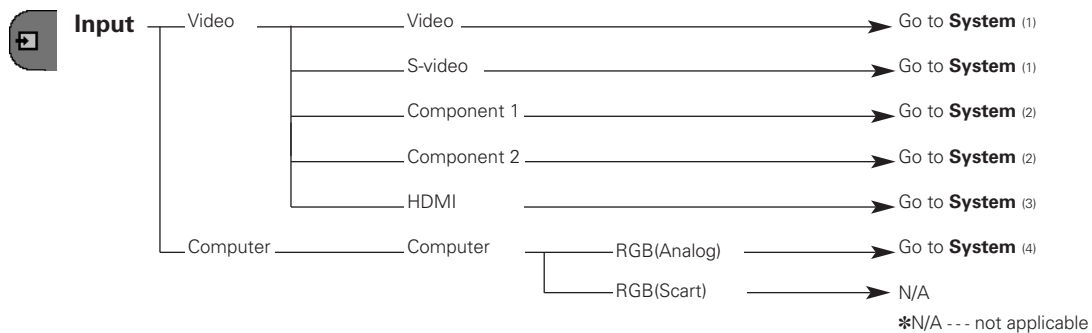 Input Video Video Go to System (1)
S-video Go to System (1)
Component 1 Go to System (2)
Component 2 Go to System (2)
HDMI Go to System (3)
Computer Computer RGB(Analog) Go to System (4)
RGB(Scart) N/A
✽N/A - - - not applicable